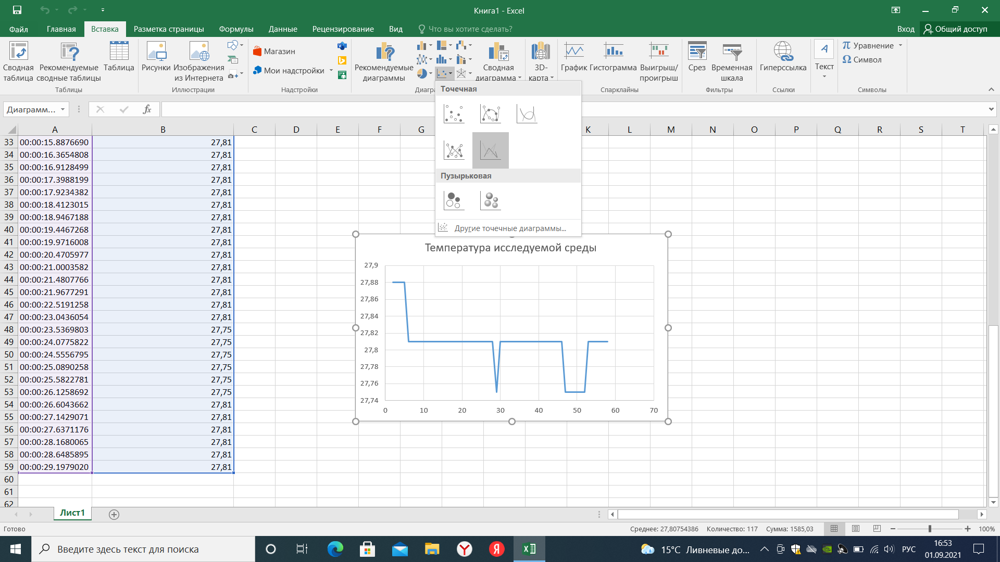 Книга1 - Excel
Файл
Главная
Вставка
Разметка страницы
Формулы
Данные
Рецензирование
Вид
Что вы хотите сделать?
Вход
Общий доступ
Сводная таблица
Рекомендуемые сводные таблицы
Таблица
Таблицы
Рисунки
Изображения из Интернета
Иллюстрации
Магазин
Мои надстройки
Надстройки
Рекомендуемые диаграммы
Сводная диаграмма
Диагр
3D-карта
График
Гистограмма
Выигрыш/проигрыш
Спарклайны
Срез
Временная шкала
Фильтры
Гиперссылка
Ссылки
Текст
Уравнение
Символ
Символы
Точечная
Пузырьковая
Другие точечные диаграммы...
Диаграмм...
fx
A B C D E F G K L M N O P Q R S T
33 00:00:15.8876690 27,81
34 00:00:16.3654808 27,81
35 00:00:16.9128499 27,81
36 00:00:17.3988199 27,81
37 00:00:17.9234382 27,81
38 00:00:18.4123015 27,81
39 00:00:18.9467188 27,81
40 00:00:19.4467268 27,81
41 00:00:19.9716008 27,81
42 00:00:20.4705977 27,81
43 00:00:21.0003582 27,81
44 00:00:21.4807766 27,81
45 00:00:21.9677291 27,81
46 00:00:22.5191258 27,81
47 00:00:23.0436054 27,81
48 00:00:23.5369803 27,75
49 00:00:24.0775822 27,75
50 00:00:24.5556795 27,75
51 00:00:25.0890258 27,75
52 00:00:25.5822781 27,75
53 00:00:26.1258692 27,75
54 00:00:26.6043662 27,81
55 00:00:27.1429071 27,81
56 00:00:27.6371176 27,81
57 00:00:28.1680065 27,81
58 00:00:28.6485895 27,81
59 00:00:29.1979020 27,81
60
61
62
Температура исследуемой среды
27,9
27,88
27,86
27,84
27,82
27,8
27,78
27,76
27,74
0 10 20 30 40 50 60 70
Лист1
Готово
Среднее: 27,80754386 Количество: 117 Сумма: 1585,03
100%
Введите здесь текст для поиска
15°C Ливневые до...
РУС
16:53
01.09.2021